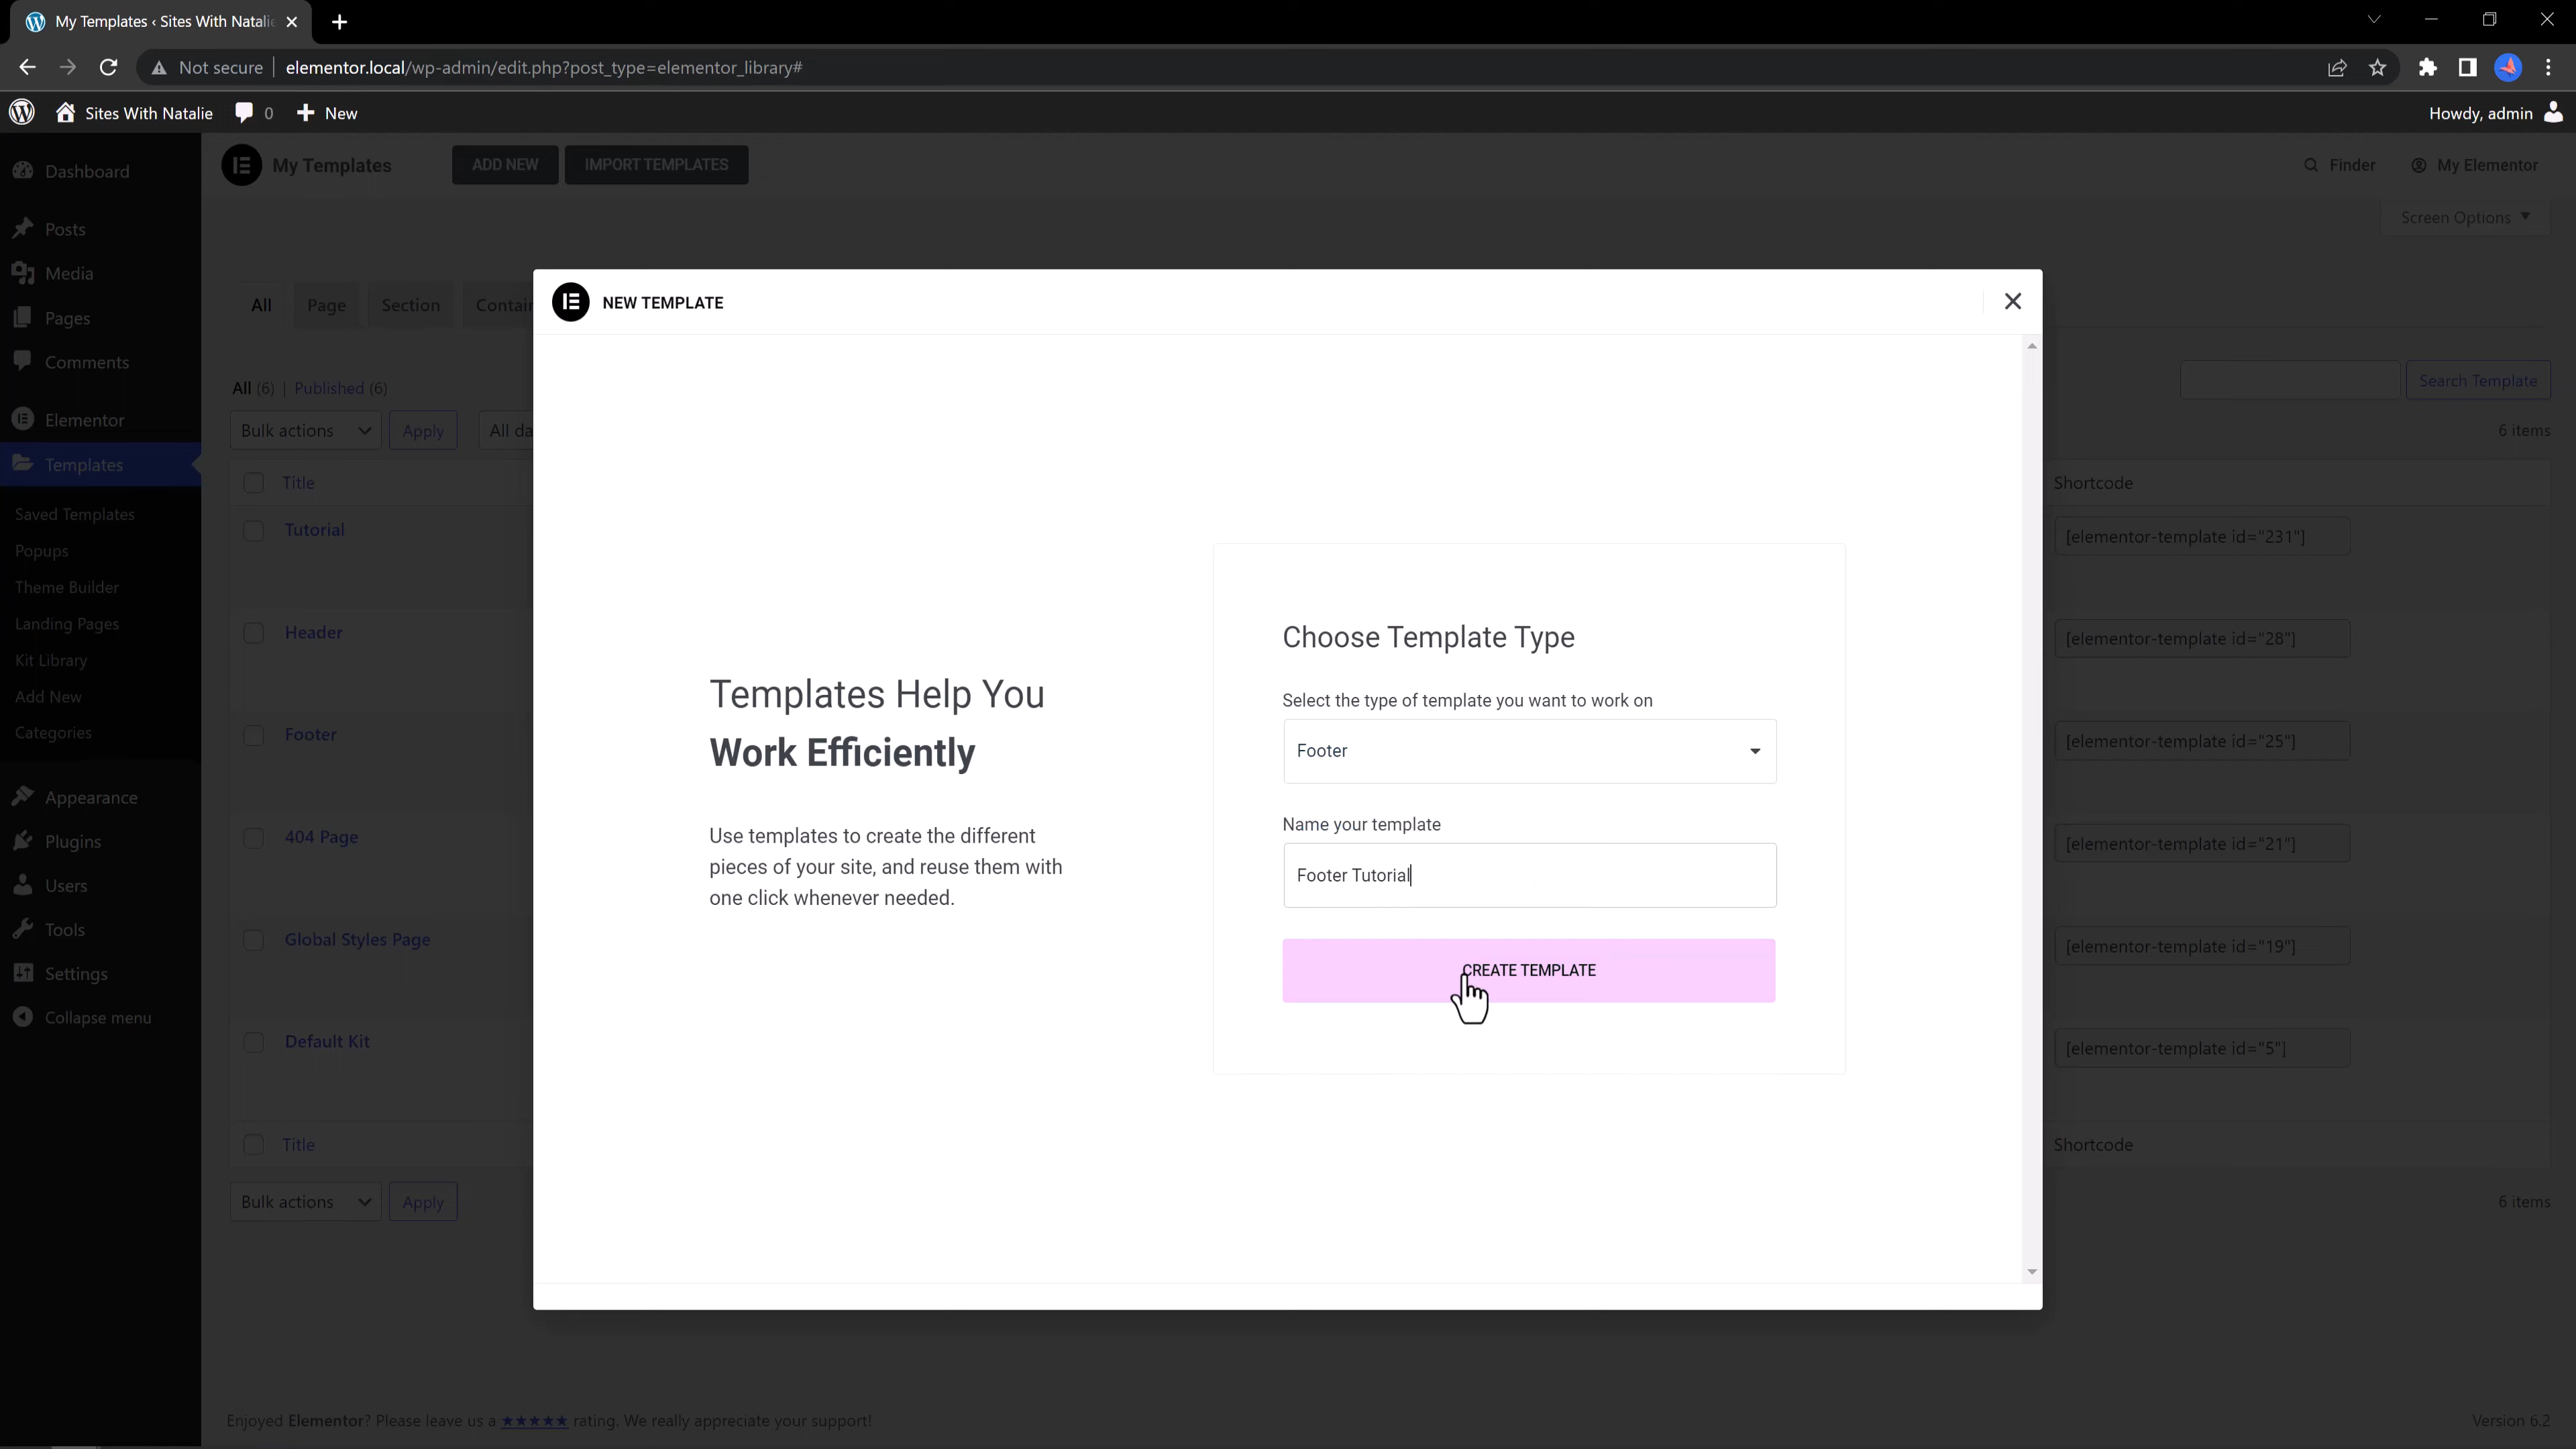 My Templates ‹ Sites With Natalie
Not secure elementor.local/wp-admin/edit.php?post_type=elementor_library#
Sites With Natalie 0 New Howdy, admin
Dashboard
Posts
Media
Pages
Comments
Elementor
Templates
Saved Templates
Popups
Theme Builder
Landing Pages
Kit Library
Add New
Categories
Appearance
Plugins
Users
Tools
Settings
Collapse menu
My Templates ADD NEW IMPORT TEMPLATES Finder My Elementor
Screen Options
All Page Section Contain
All (6) | Published (6) Search Template
Bulk actions Apply All da 6 items
Title Shortcode
Tutorial [elementor-template id="231"]
Header [elementor-template id="28"]
Footer [elementor-template id="25"]
404 Page [elementor-template id="21"]
Global Styles Page [elementor-template id="19"]
Default Kit [elementor-template id="5"]
Title Shortcode
Bulk actions Apply 6 items
NEW TEMPLATE
Templates Help You
Work Efficiently
Use templates to create the different
pieces of your site, and reuse them with
one click whenever needed.
Choose Template Type
Select the type of template you want to work on
Footer
Name your template
Footer Tutorial
CREATE TEMPLATE
Enjoyed Elementor? Please leave us a ★★★★★ rating. We really appreciate your support! Version 6.2